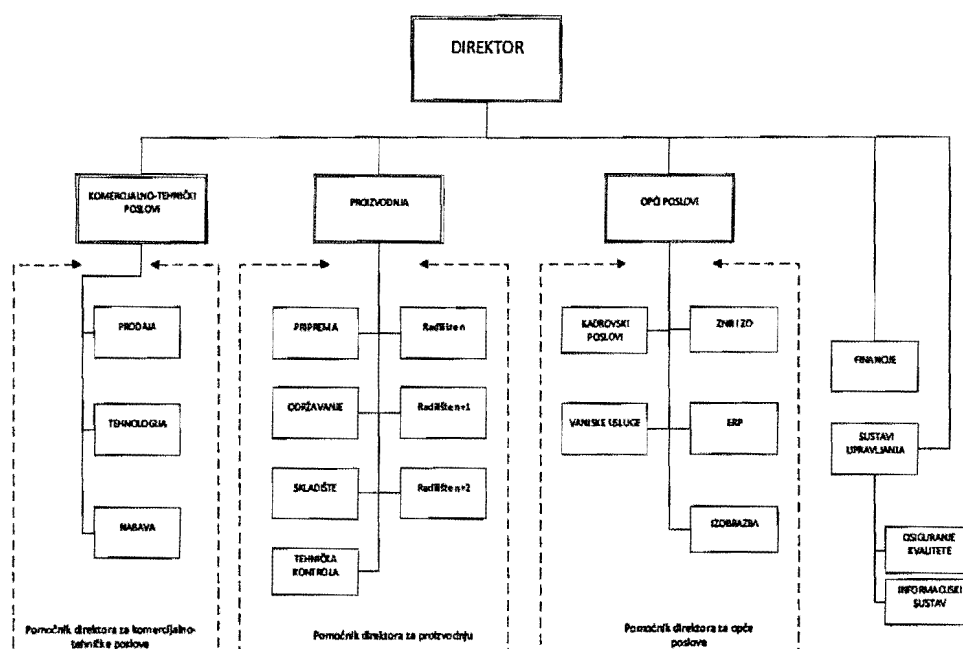 DIREKTOR
KOMERCIJALNO-TEHNIČKI
POSLOVI
PROIZVODNJA
OPĆI POSLOVI
PRODAJA
TEHNOLOGIJA
NABAVA
PRIPREMA
Radilište n
ODRŽAVANJE
Radilište n+1
SKLADIŠTE
Radilište n+2
TEHNIČKA
KONTROLA
KADROVSKI
POSLOVI
ZNR I ZO
VANJSKE USLUGE
ERP
IZOBRAZBA
FINANCIJE
SUSTAVI
UPRAVLJANJA
OSIGURANJE
KVALITETE
INFORMACIJSKI
SUSTAV
Pomoćnik direktora za komercijalno-
tehničke poslove
Pomoćnik direktora za proizvodnju
Pomoćnik direktora za opće
poslove